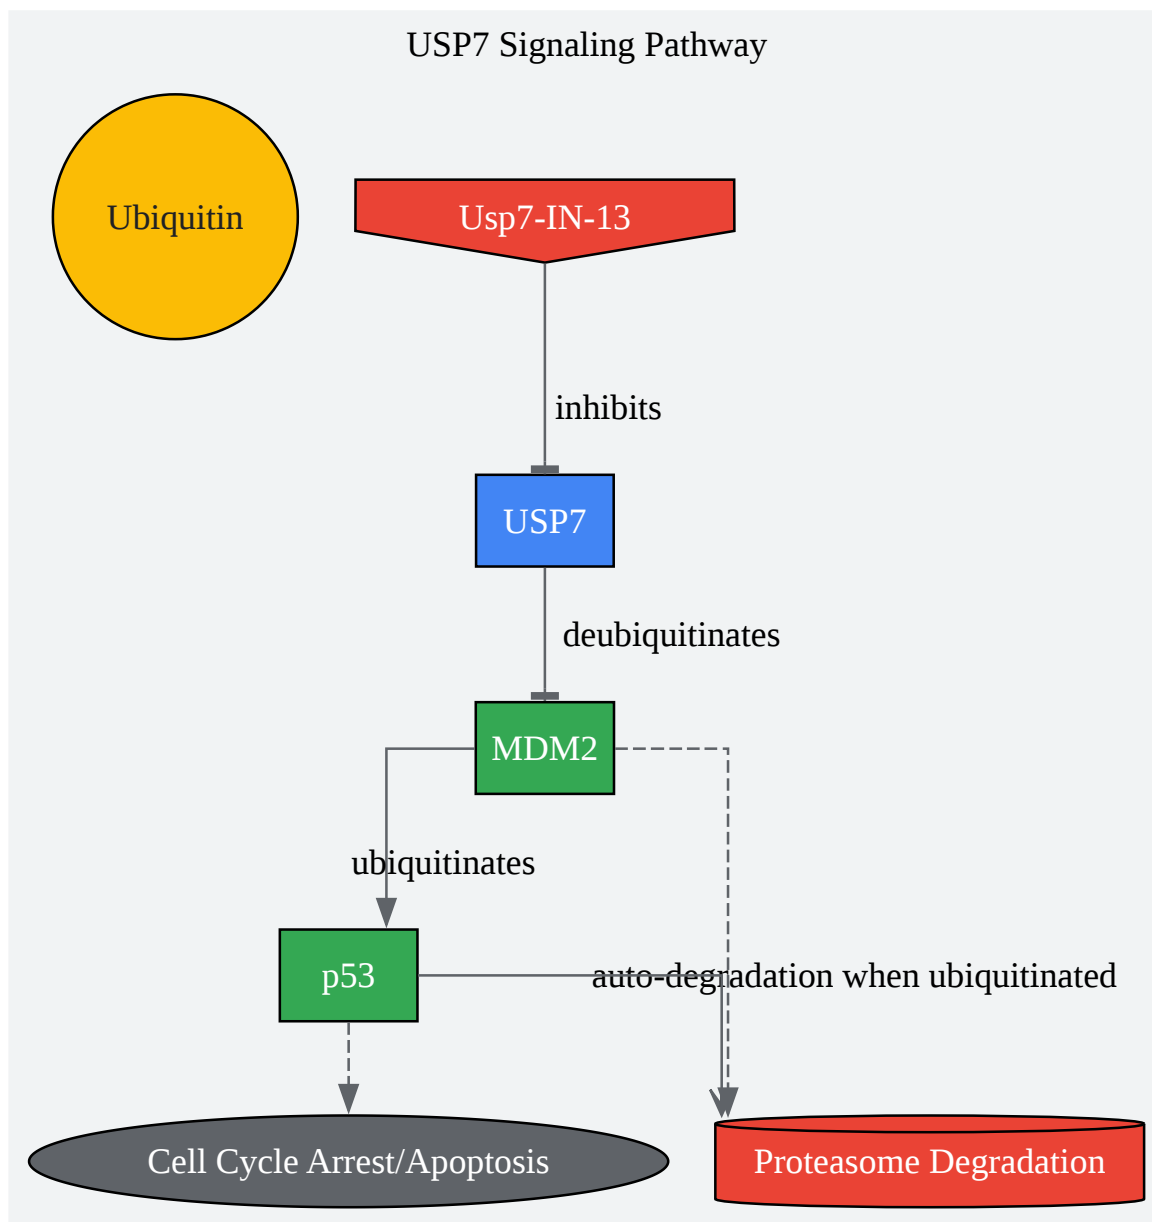 USP7 Signaling Pathway
Ubiquitin
Usp7-IN-13
inhibits
USP7
deubiquitinates
MDM2
ubiquitinates
p53
auto-degradation when ubiquitinated
Cell Cycle Arrest/Apoptosis
Proteasome Degradation